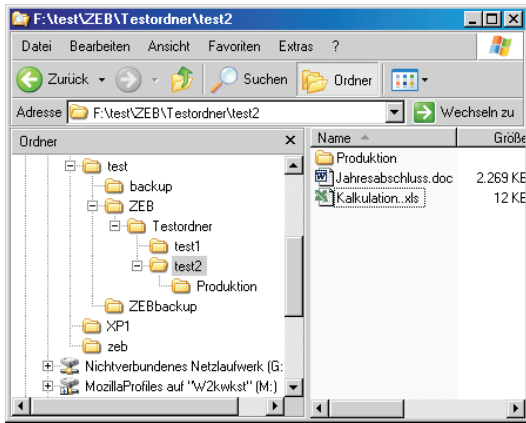 F:\test\ZEB\Testordner\test2
Datei Bearbeiten Ansicht Favoriten Extras ?
Zurück Suchen Ordner
Adresse F:\test\ZEB\Testordner\test2 Wechseln zu
Ordner
test
backup
ZEB
Testordner
test1
test2
Produktion
ZEBbackup
XP1
zeb
Nichtverbundenes Netzlaufwerk (G:
MozillaProfiles auf "W2kwkst" (M:)
Name Größe
Produktion
Jahresabschluss.doc 2.269 KE
Kalkulation..xls 12 KE